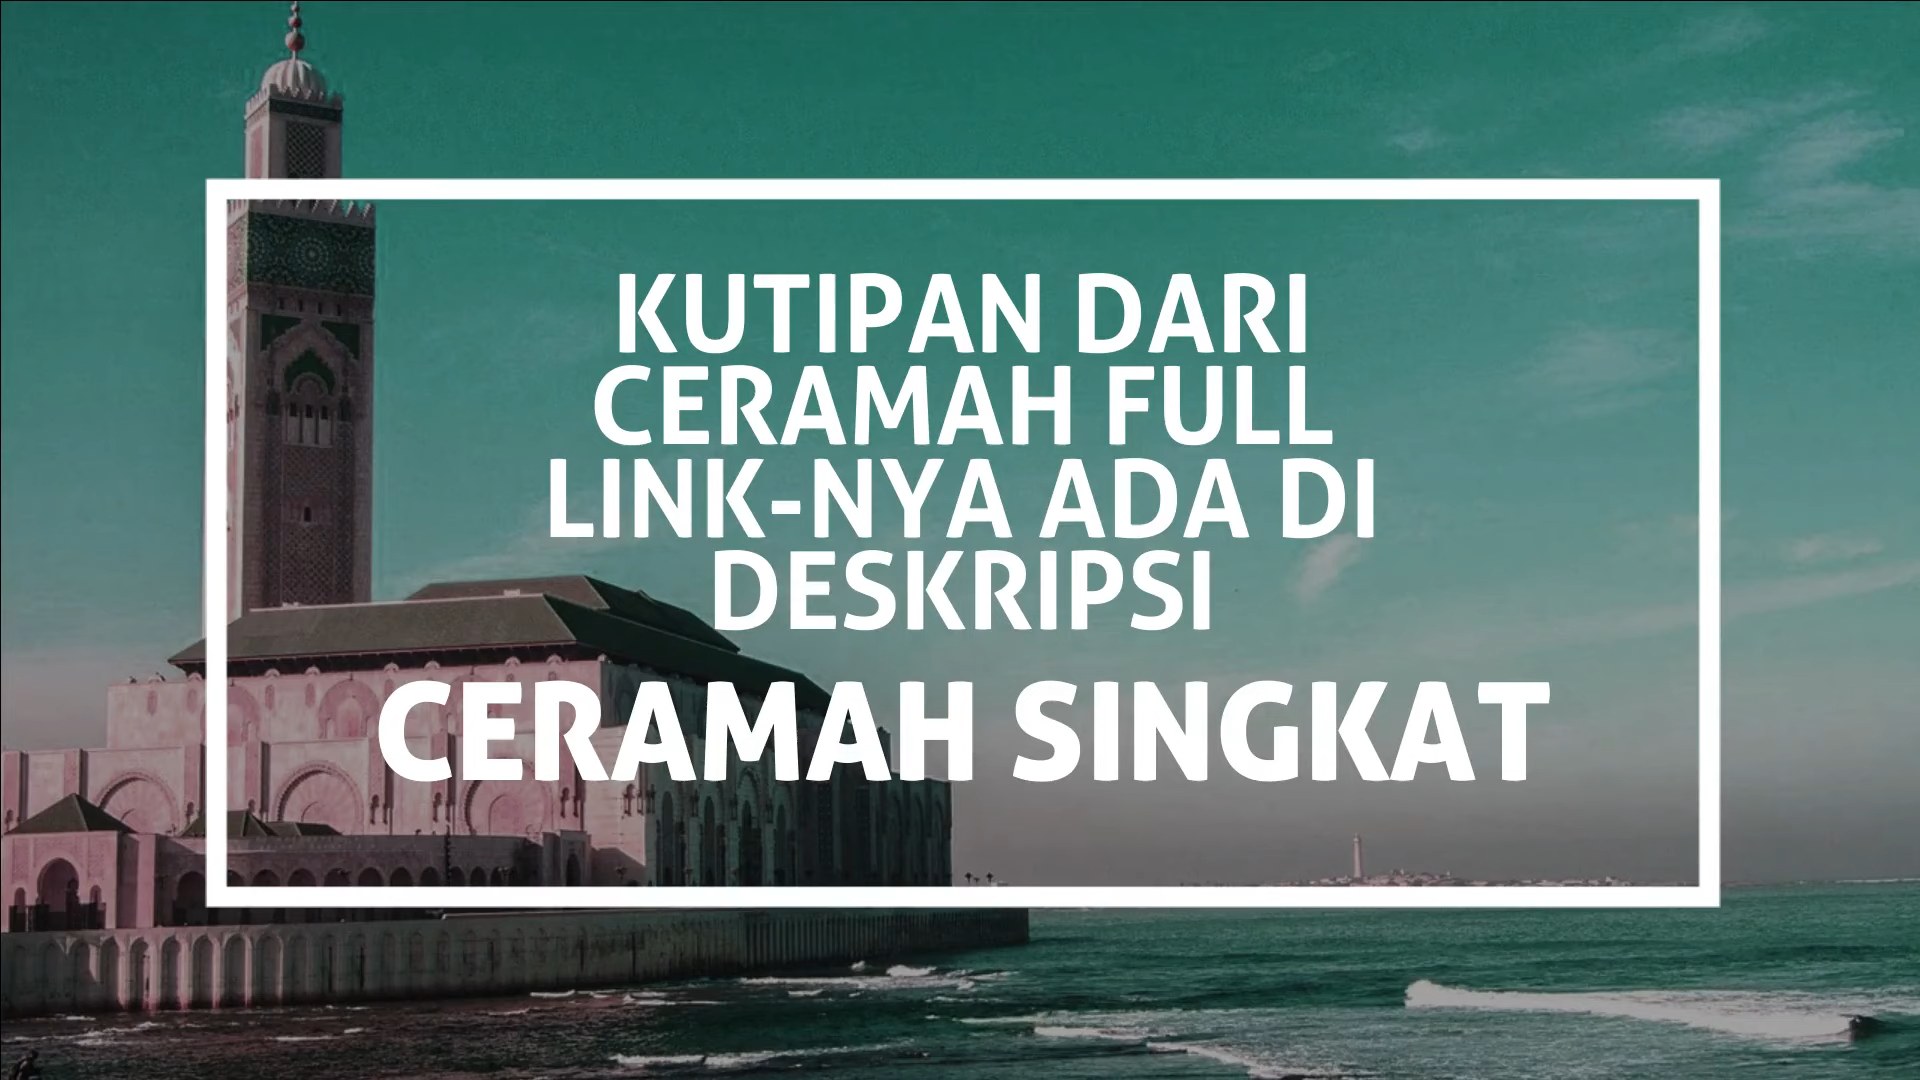 KUTIPAN DARI
CERAMAH FULL
LINK-NYA ADA DI
DESKRIPSI
CERAMAH SINGKAT